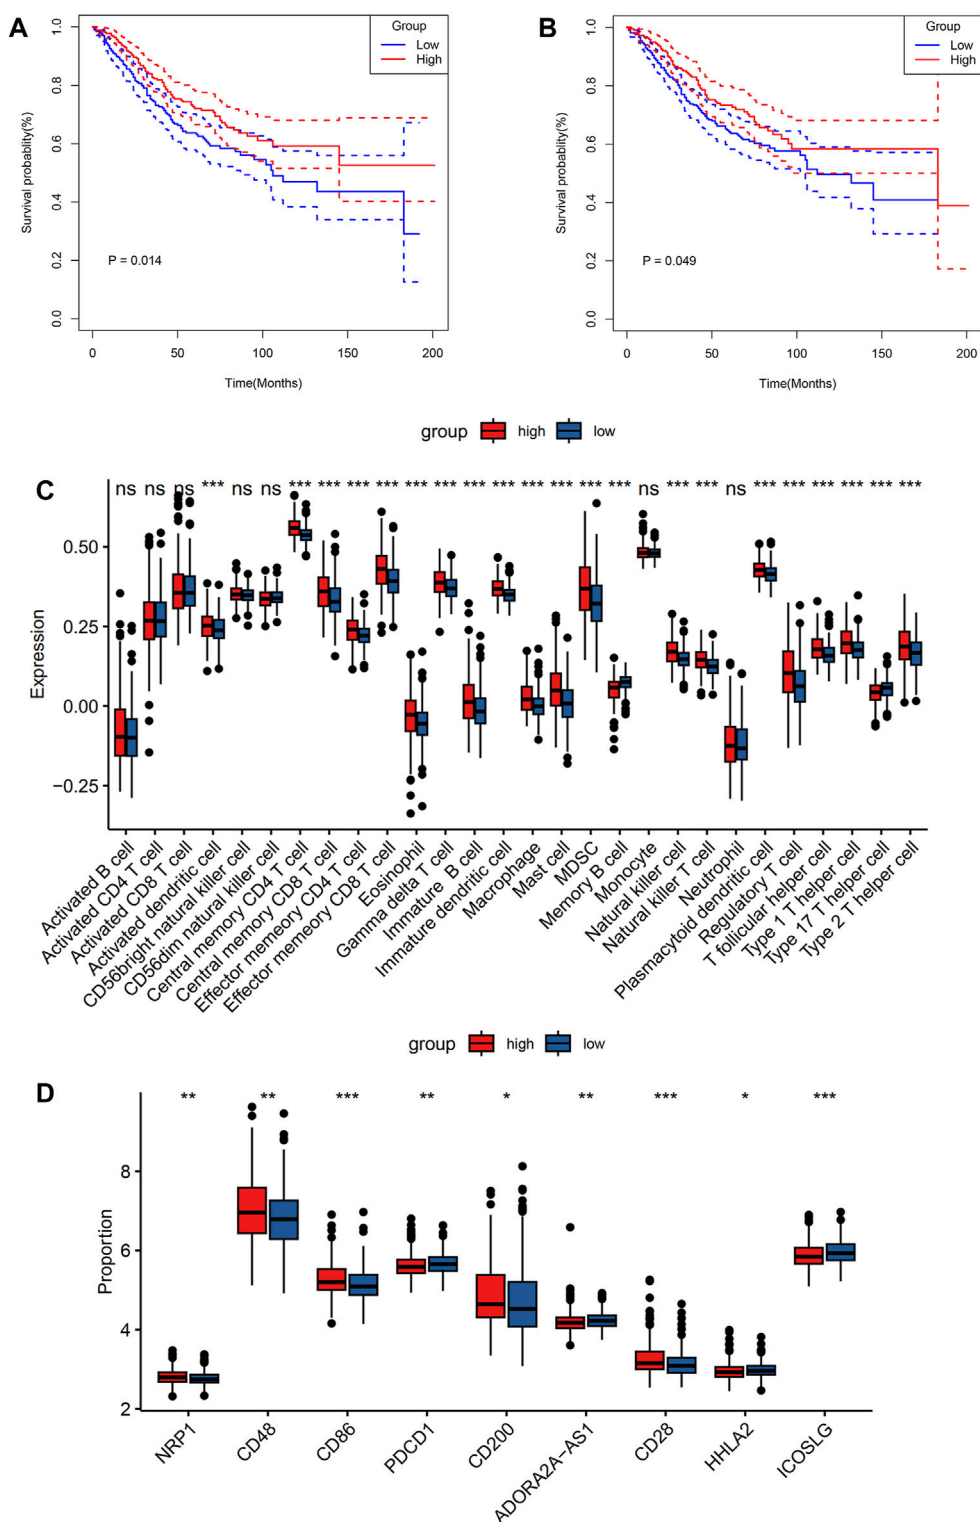 A
Group
Low
High
Survival probablity(%)
1.0
0.8
0.6
0.4
0.2
0.0
P = 0.014
0 50 100 150 200
Time(Months)
B
Group
Low
High
Survival probablity(%)
1.0
0.8
0.6
0.4
0.2
0.0
P = 0.049
0 50 100 150 200
Time(Months)
group high low
C
ns ns ns *** ns ns *** *** *** *** *** *** *** *** *** *** *** *** ns *** *** ns *** *** *** *** *** ***
Expression
0.50
0.25
0.00
−0.25
Activated B cell
Activated CD4 T cell
Activated CD8 T cell
Activated dendritic cell
CD56bright natural killer cell
CD56dim natural killer cell
Central memory CD4 T cell
Central memory CD8 T cell
Effector memory CD4 T cell
Effector memory CD8 T cell
Eosinophil
Gamma delta T cell
Immature B cell
Immature dendritic cell
Macrophage
Mast cell
MDSC
Memory B cell
Monocyte
Natural killer cell
Natural killer T cell
Neutrophil
Plasmacytoid dendritic cell
Regulatory T cell
T follicular helper cell
Type 1 T helper cell
Type 17 T helper cell
Type 2 T helper cell
group high low
D
** ** *** ** * ** *** * ***
Proportion
8
6
4
2
NRP1
CD48
CD86
PDCD1
CD200
ADORA2A−AS1
CD28
HHLA2
ICOSLG